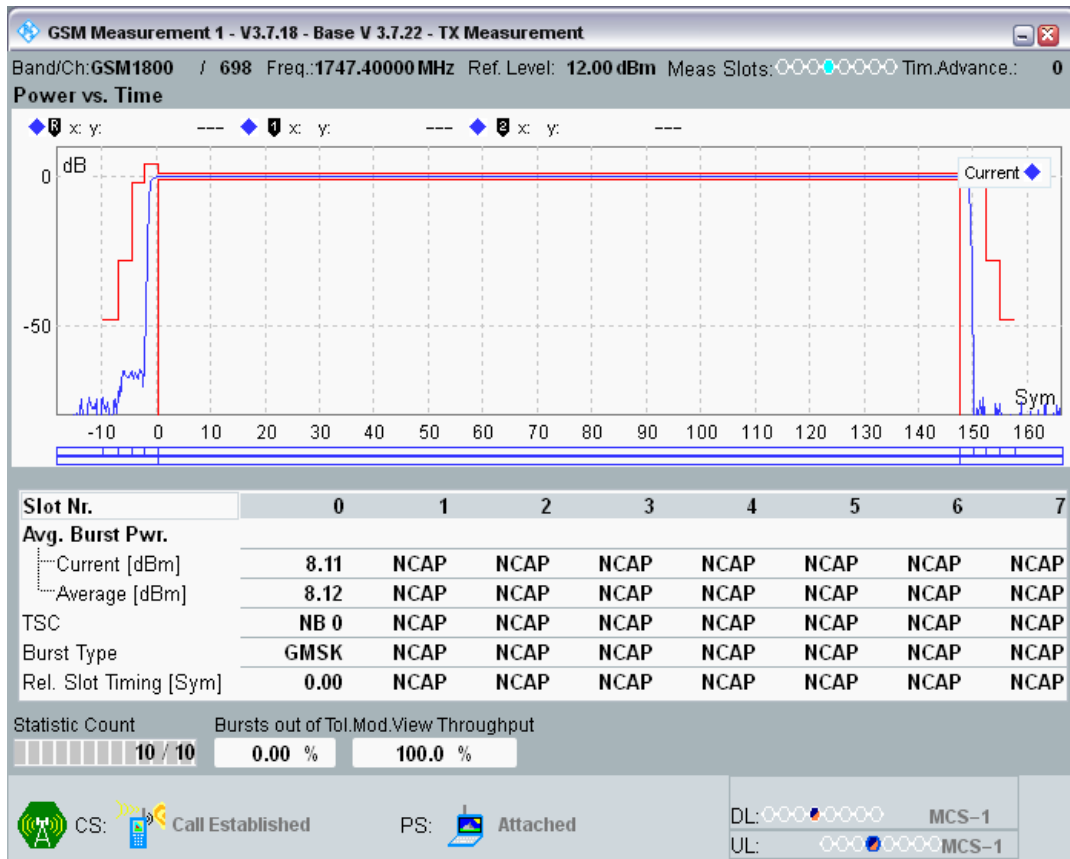 GSM Measurement 1 - V3.7.18 - Base V 3.7.22 - TX Measurement
Band/Ch:GSM1800 / 698 Freq.:1747.40000 MHz Ref. Level: 12.00 dBm Meas Slots: Tim.Advance.: 0
Power vs. Time
R x: y: --- 1 x: y: --- 2 x: y: ---
dB
Current
0
-50
Sym
-10 0 10 20 30 40 50 60 70 80 90 100 110 120 130 140 150 160
Slot Nr. 0 1 2 3 4 5 6 7
Avg. Burst Pwr.
Current [dBm] 8.11 NCAP NCAP NCAP NCAP NCAP NCAP NCAP
Average [dBm] 8.12 NCAP NCAP NCAP NCAP NCAP NCAP NCAP
TSC NB 0 NCAP NCAP NCAP NCAP NCAP NCAP NCAP
Burst Type GMSK NCAP NCAP NCAP NCAP NCAP NCAP NCAP
Rel. Slot Timing [Sym] 0.00 NCAP NCAP NCAP NCAP NCAP NCAP NCAP
Statistic Count Bursts out of Tol. Mod.View Throughput
10 / 10 0.00 % 100.0 %
CS: Call Established PS: Attached
DL: MCS-1
UL: MCS-1